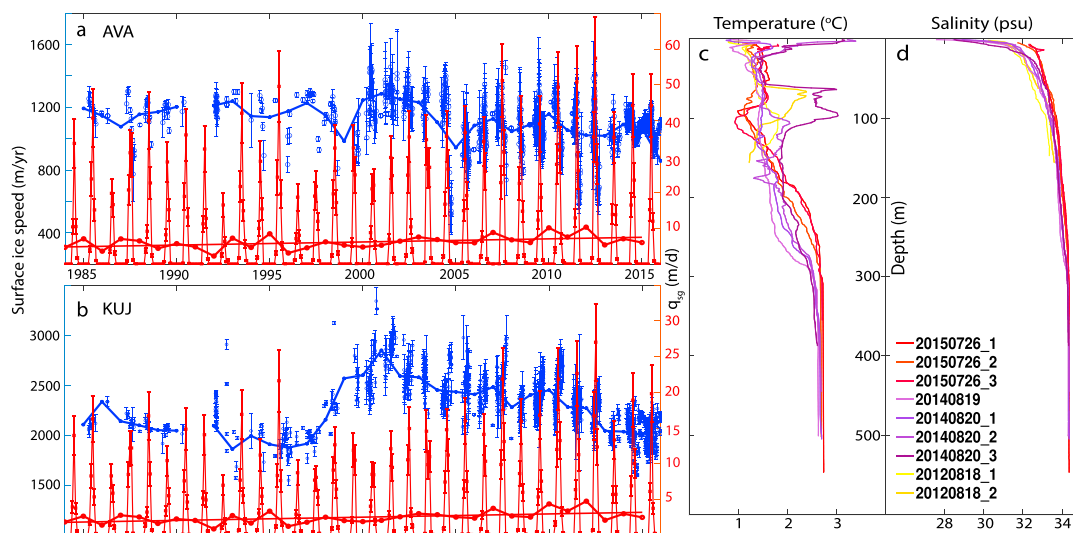 a AVA
1600
1200
800
400
1985 1990 1995 2000 2005 2010 2015
60
50
40
30
20
10
Surface ice speed (m/yr)
q_sg (m/d)
b KUJ
3000
2500
2000
1500
30
25
20
15
10
5
Temperature (°C)
c
1 2 3
Salinity (psu)
d
100
200
300
400
500
Depth (m)
20150726_1
20150726_2
20150726_3
20140819
20140820_1
20140820_2
20140820_3
20120818_1
20120818_2
28 30 32 34